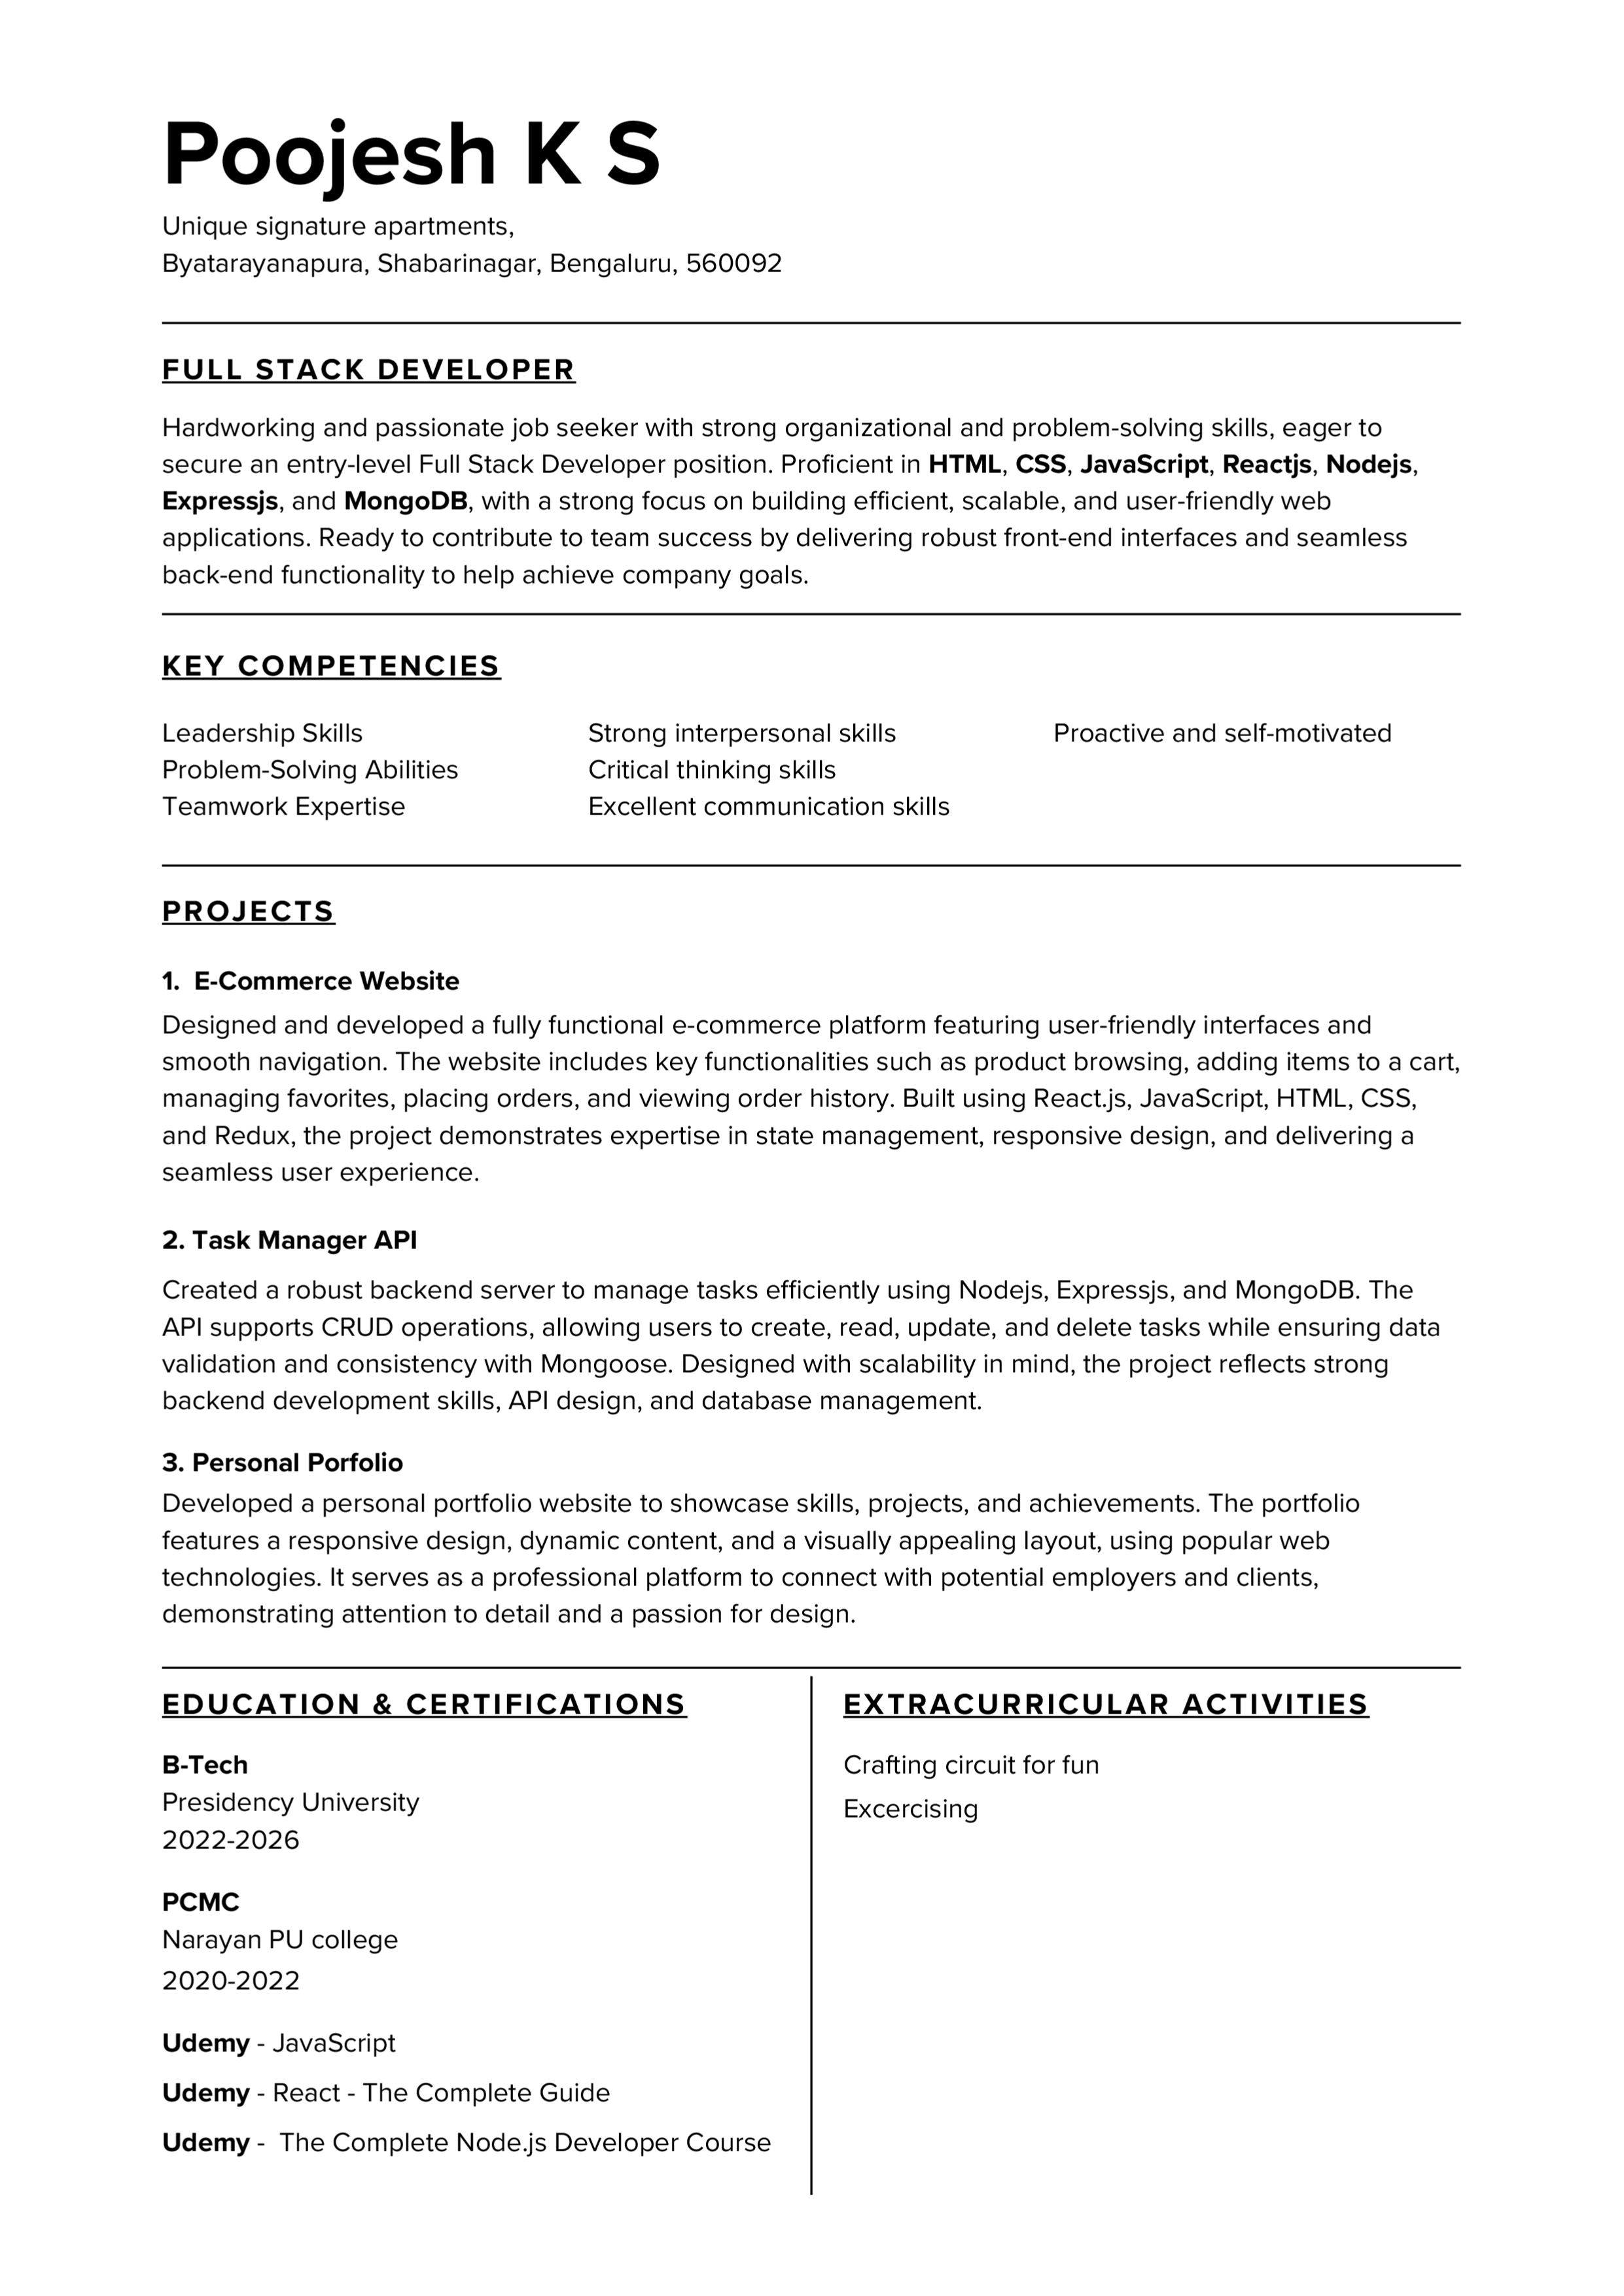 Poojesh K S
Unique signature apartments,
Byatarayanapura, Shabarinagar, Bengaluru, 560092
FULL STACK DEVELOPER
Hardworking and passionate job seeker with strong organizational and problem-solving skills, eager to
secure an entry-level Full Stack Developer position. Proficient in HTML, CSS, JavaScript, Reactjs, Nodejs,
Expressjs, and MongoDB, with a strong focus on building efficient, scalable, and user-friendly web
applications. Ready to contribute to team success by delivering robust front-end interfaces and seamless
back-end functionality to help achieve company goals.
KEY COMPETENCIES
Leadership Skills
Problem-Solving Abilities
Teamwork Expertise
Strong interpersonal skills
Critical thinking skills
Excellent communication skills
Proactive and self-motivated
PROJECTS
1. E-Commerce Website
Designed and developed a fully functional e-commerce platform featuring user-friendly interfaces and
smooth navigation. The website includes key functionalities such as product browsing, adding items to a cart,
managing favorites, placing orders, and viewing order history. Built using React.js, JavaScript, HTML, CSS,
and Redux, the project demonstrates expertise in state management, responsive design, and delivering a
seamless user experience.
2. Task Manager API
Created a robust backend server to manage tasks efficiently using Nodejs, Expressjs, and MongoDB. The
API supports CRUD operations, allowing users to create, read, update, and delete tasks while ensuring data
validation and consistency with Mongoose. Designed with scalability in mind, the project reflects strong
backend development skills, API design, and database management.
3. Personal Porfolio
Developed a personal portfolio website to showcase skills, projects, and achievements. The portfolio
features a responsive design, dynamic content, and a visually appealing layout, using popular web
technologies. It serves as a professional platform to connect with potential employers and clients,
demonstrating attention to detail and a passion for design.
EDUCATION & CERTIFICATIONS
B-Tech
Presidency University
2022-2026
PCMC
Narayan PU college
2020-2022
Udemy - JavaScript
Udemy - React - The Complete Guide
Udemy - The Complete Node.js Developer Course
EXTRACURRICULAR ACTIVITIES
Crafting circuit for fun
Excercising